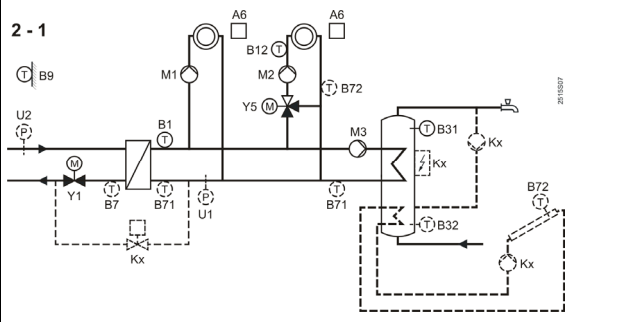 2 - 1
A6
A6
B12 T
M1
M2
T B72
T B9
Y5 M
2515S07
U2
P
B1
T
M3
T B31
Kx
M
Kx
Y1
T
B7
T
B71
P
U1
T
B71
B72
T
T B32
Kx
Kx